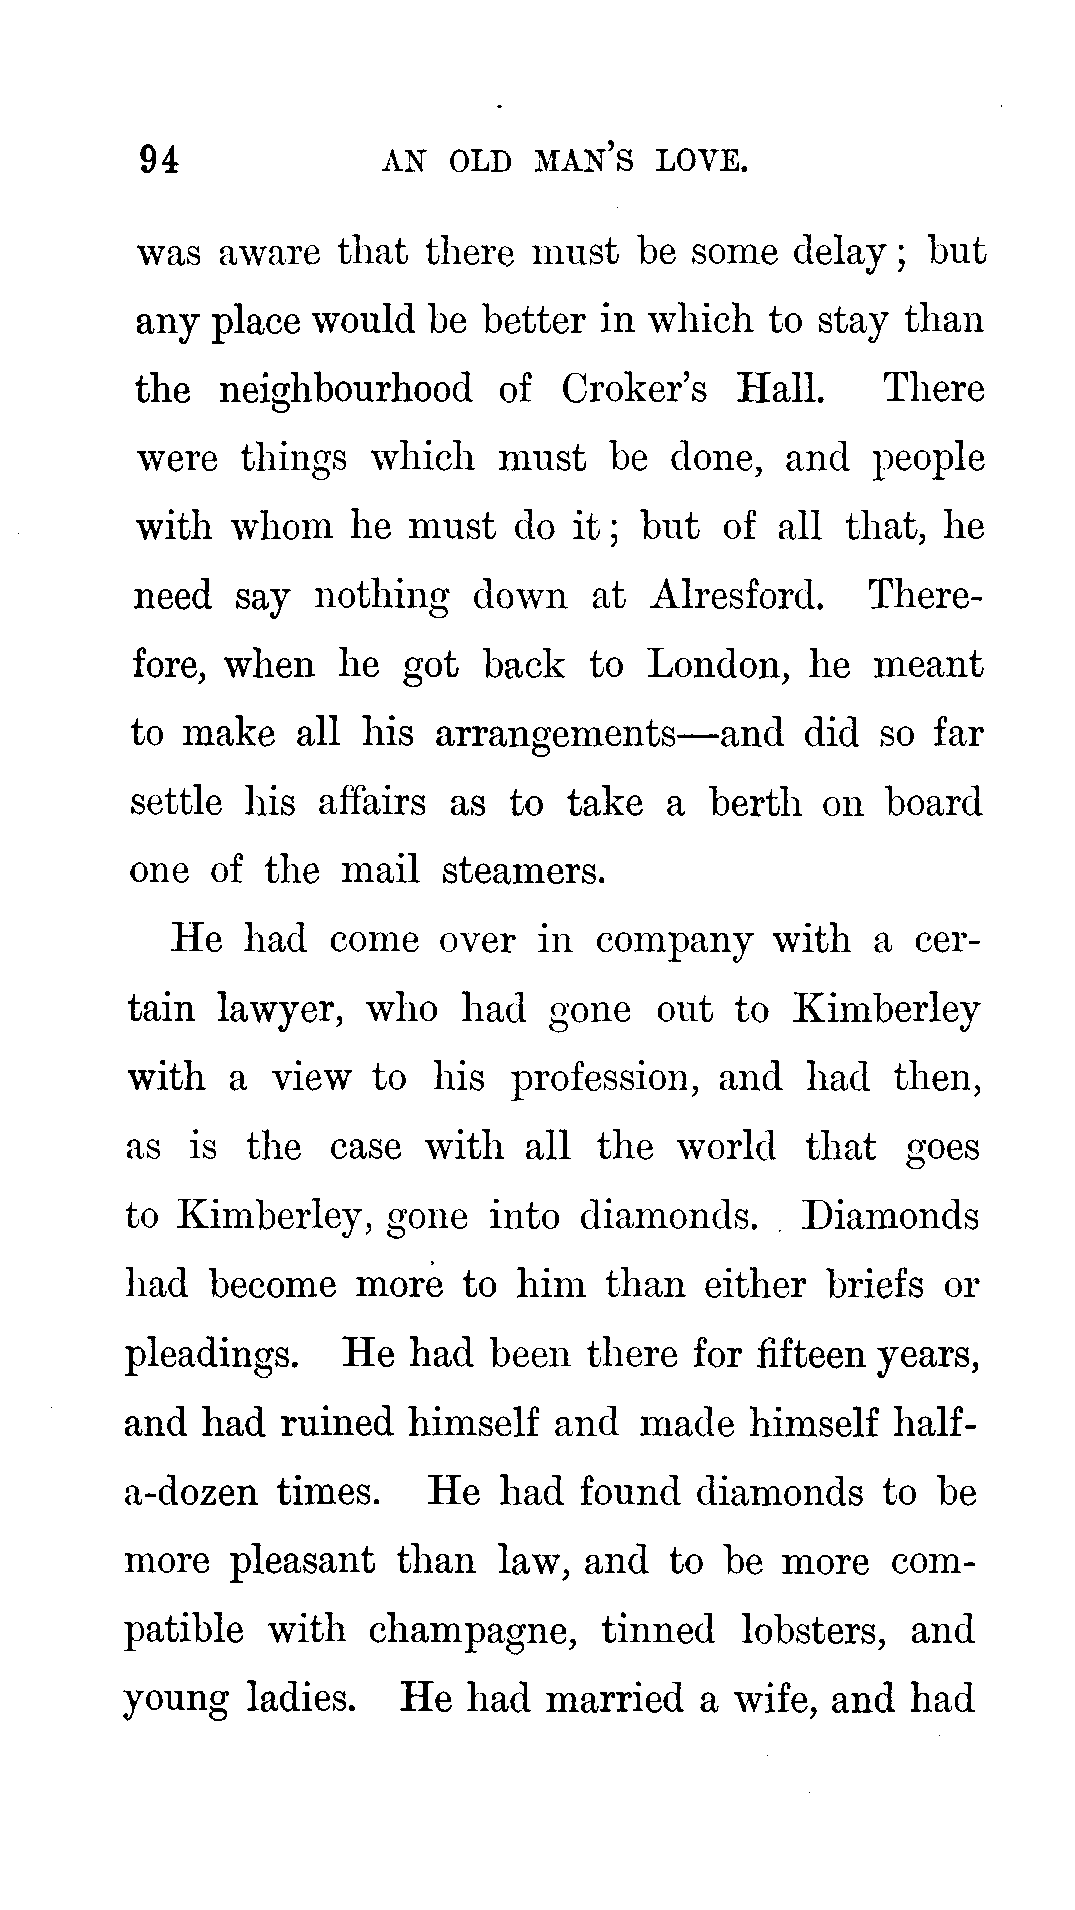 94 AN OLD MAN'S LOVE.
was aware that there must be some delay; but
any place would be better in which to stay than
the neighbourhood of Croker's Hall. There
were things which must be done, and people
with whom he must do it; but of all that, he
need say nothing down at Alresford. There-
fore, when he got back to London, he meant
to make all his arrangements—and did so far
settle his affairs as to take a berth on board
one of the mail steamers.
He had come over in company with a cer-
tain lawyer, who had gone out to Kimberley
with a view to his profession, and had then,
as is the case with all the world that goes
to Kimberley, gone into diamonds. Diamonds
had become more to him than either briefs or
pleadings. He had been there for fifteen years,
and had ruined himself and made himself half-
a-dozen times. He had found diamonds to be
more pleasant than law, and to be more com-
patible with champagne, tinned lobsters, and
young ladies. He had married a wife, and had